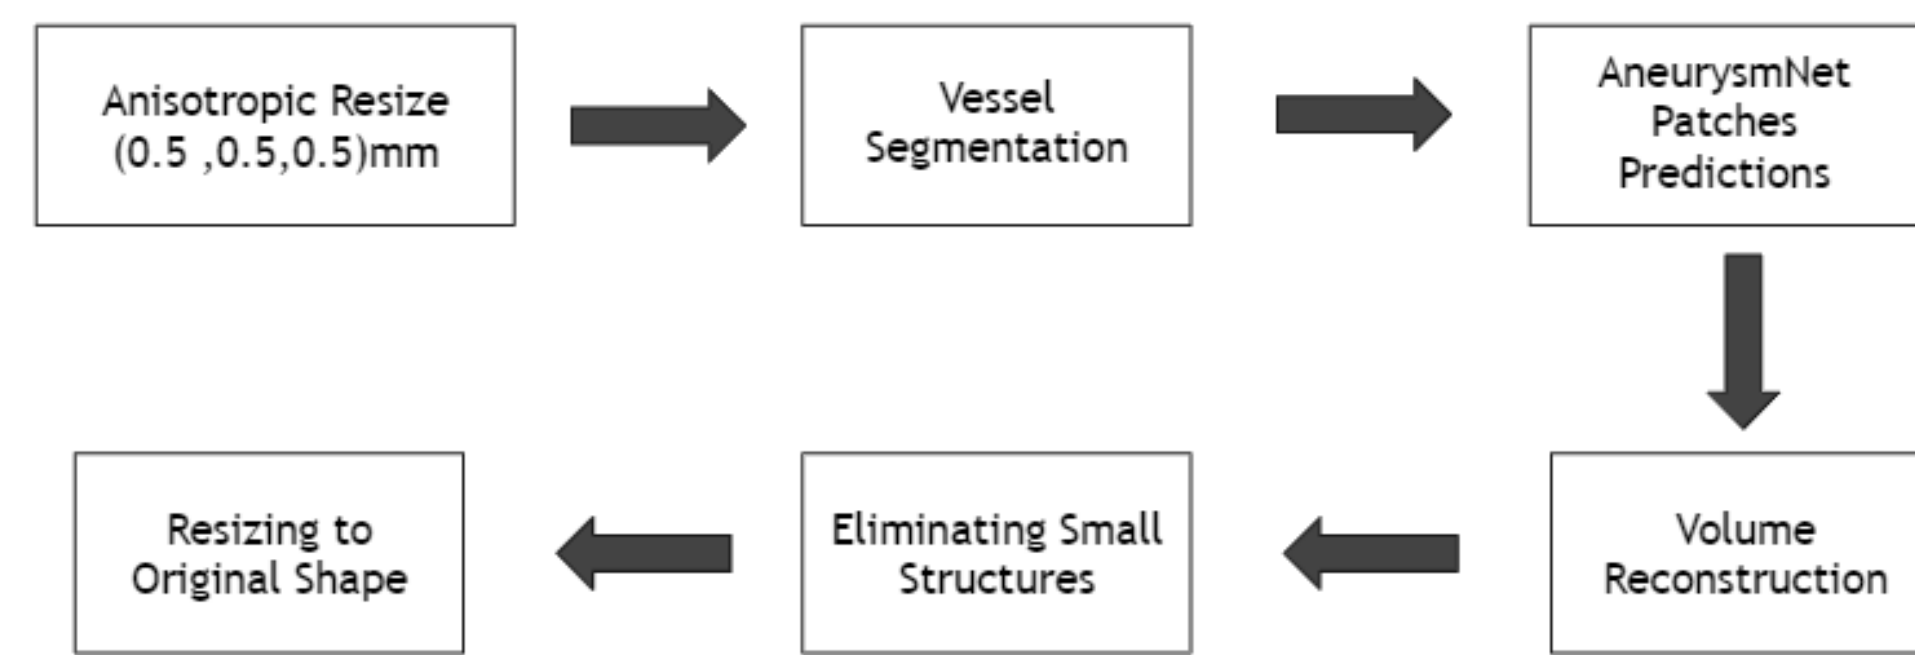 Anisotropic Resize
(0.5 ,0.5,0.5)mm
Vessel
Segmentation
AneurysmNet
Patches
Predictions
Volume
Reconstruction
Eliminating Small
Structures
Resizing to
Original Shape